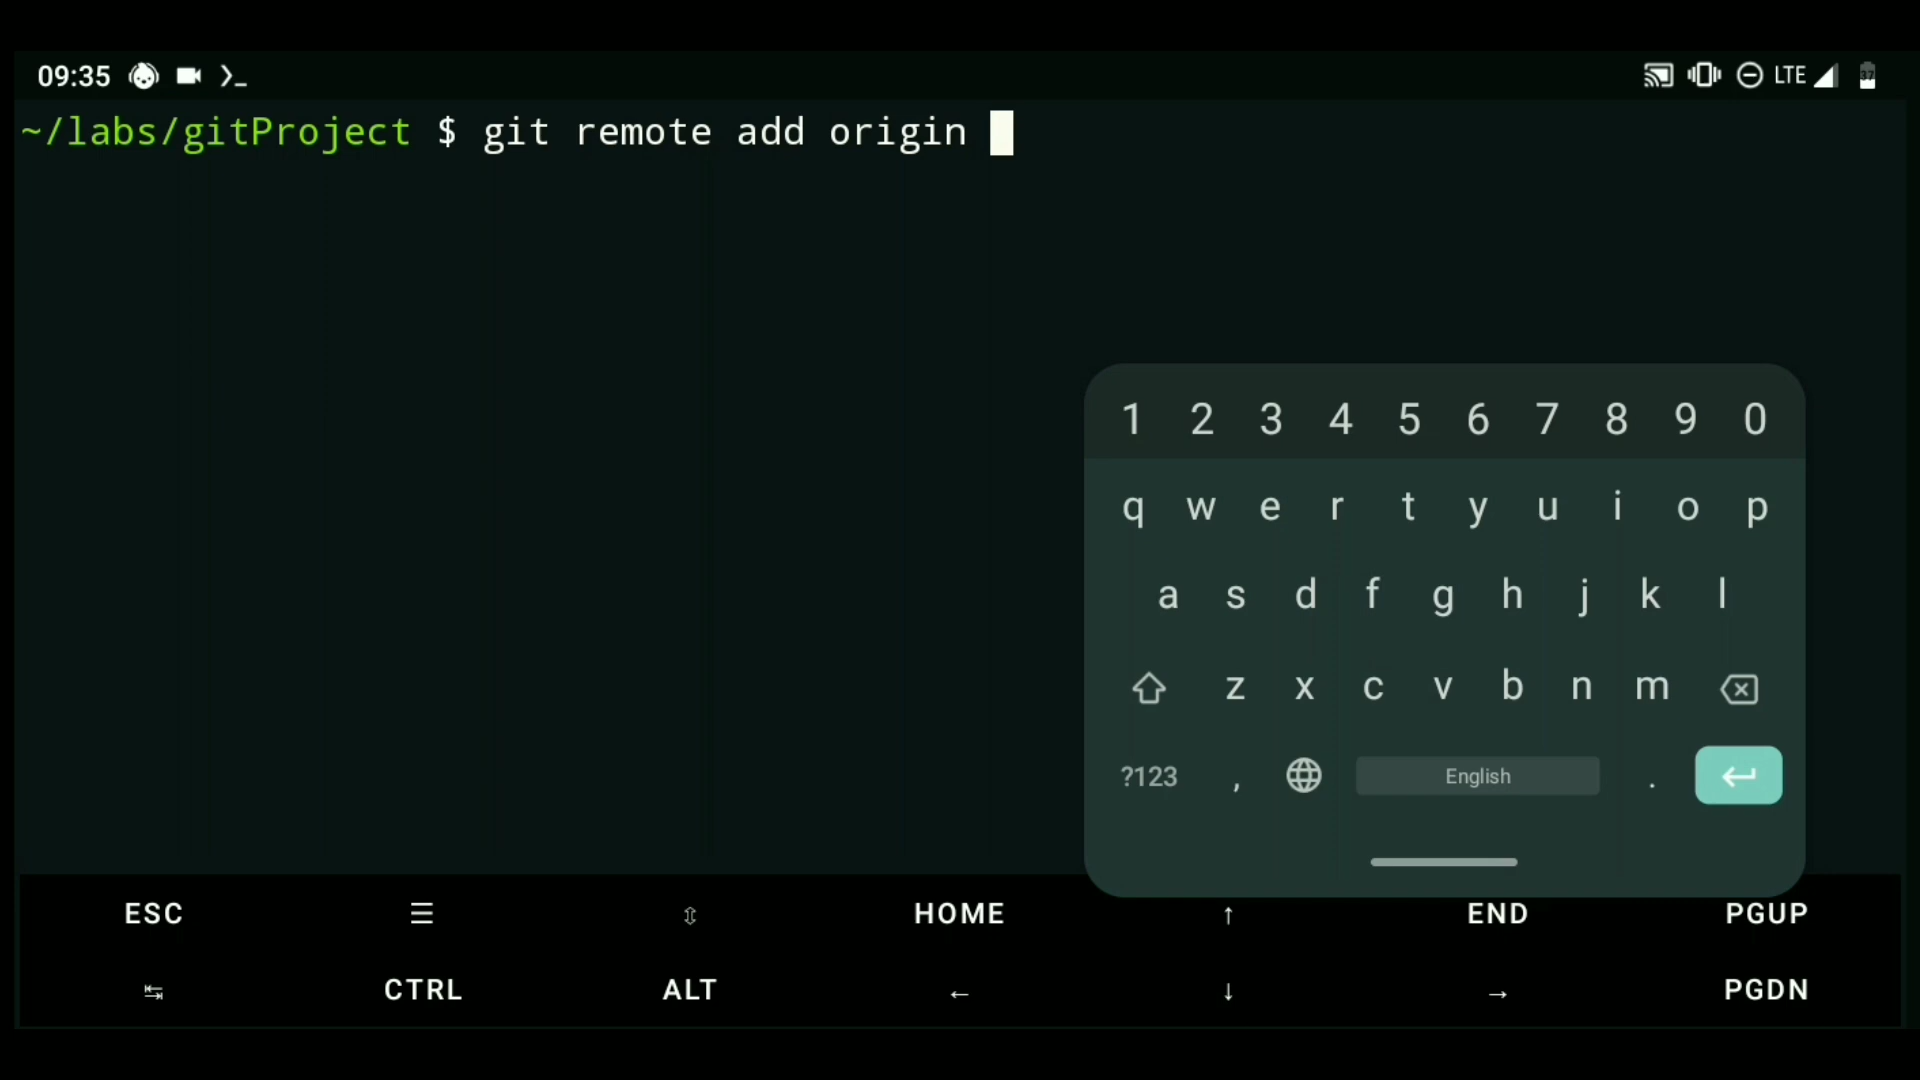 09:35 LTE 37
~/labs/gitProject $ git remote add origin
1 2 3 4 5 6 7 8 9 0
q w e r t y u i o p
a s d f g h j k l
z x c v b n m
?123 , English .
ESC ☰ ⇳ HOME ↑ END PGUP
↹ CTRL ALT ← ↓ → PGDN